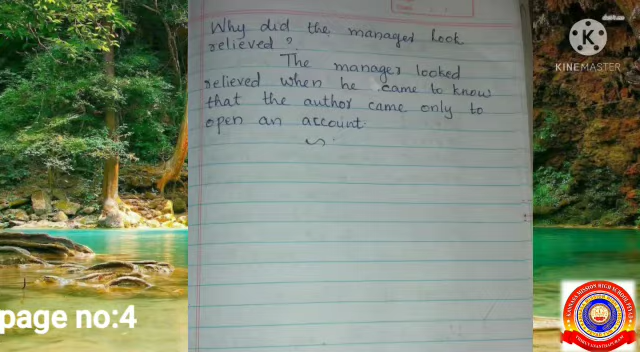 Why did the manager look
relieved?
The manager looked
relieved when he came to know
that the author came only to
open an account.
KINEMASTER
page no:4